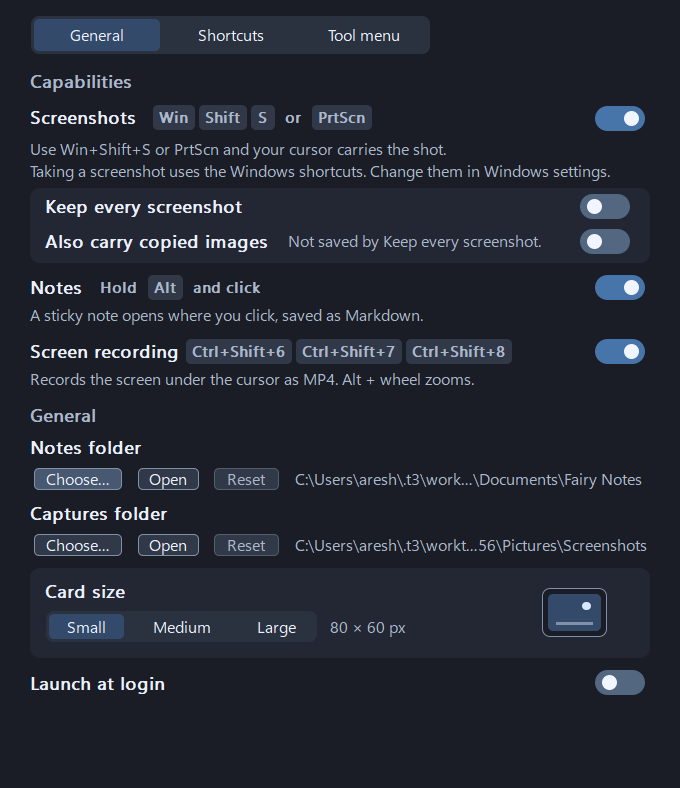 General Shortcuts Tool menu
Capabilities
Screenshots Win Shift S or PrtScn
Use Win+Shift+S or PrtScn and your cursor carries the shot.
Taking a screenshot uses the Windows shortcuts. Change them in Windows settings.
Keep every screenshot
Also carry copied images Not saved by Keep every screenshot.
Notes Hold Alt and click
A sticky note opens where you click, saved as Markdown.
Screen recording Ctrl+Shift+6 Ctrl+Shift+7 Ctrl+Shift+8
Records the screen under the cursor as MP4. Alt + wheel zooms.
General
Notes folder
Choose... Open Reset C:\Users\aresh\.t3\work...\Documents\Fairy Notes
Captures folder
Choose... Open Reset C:\Users\aresh\.t3\workt...56\Pictures\Screenshots
Card size
Small Medium Large 80 × 60 px
Launch at login